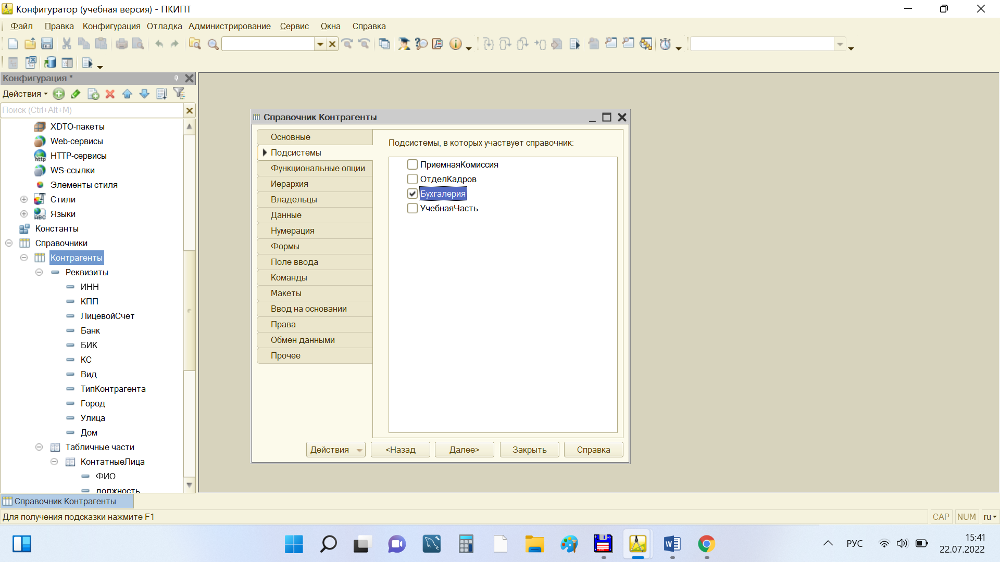 Конфигуратор (учебная версия) - ПКИПТ
Файл Правка Конфигурация Отладка Администрирование Сервис Окна Справка
Конфигурация *
Действия
Поиск (Ctrl+Alt+M)
XDTO-пакеты
Web-сервисы
HTTP-сервисы
WS-ссылки
Элементы стиля
Стили
Языки
Константы
Справочники
Контрагенты
Реквизиты
ИНН
КПП
ЛицевойСчет
Банк
БИК
КС
Вид
ТипКонтрагента
Город
Улица
Дом
Табличные части
КонтатныеЛица
ФИО
должность
Справочник Контрагенты
Основные
Подсистемы
Функциональные опции
Иерархия
Владельцы
Данные
Нумерация
Формы
Поле ввода
Команды
Макеты
Ввод на основании
Права
Обмен данными
Прочее
Подсистемы, в которых участвует справочник:
ПриемнаяКомиссия
ОтделКадров
Бухгалерия
УчебнаяЧасть
Действия <Назад Далее> Закрыть Справка
Справочник Контрагенты
Для получения подсказки нажмите F1 CAP NUM ru
РУС 15:41
22.07.2022